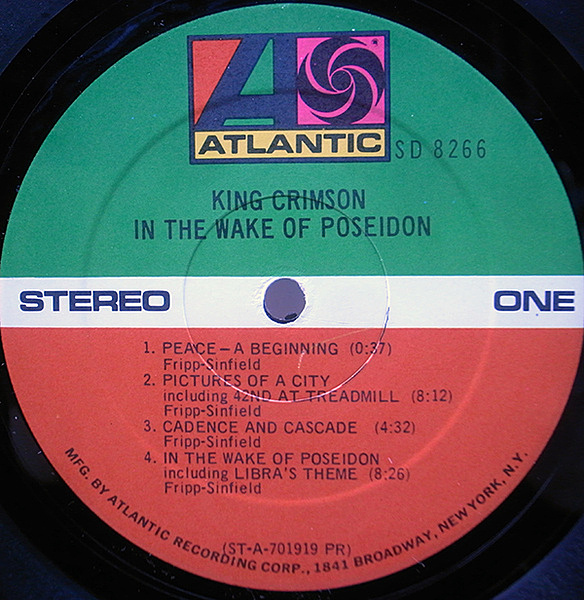 ATLANTIC
SD 8266
KING CRIMSON
IN THE WAKE OF POSEIDON
STEREO
ONE
1. PEACE – A BEGINNING (0:37)
Fripp-Sinfield
2. PICTURES OF A CITY
including 42ND AT TREADMILL (8:12)
Fripp-Sinfield
3. CADENCE AND CASCADE (4:32)
Fripp-Sinfield
4. IN THE WAKE OF POSEIDON
including LIBRA'S THEME (8:26)
Fripp-Sinfield
(ST-A-701919 PR)
MFG. BY ATLANTIC RECORDING CORP., 1841 BROADWAY, NEW YORK, N.Y.